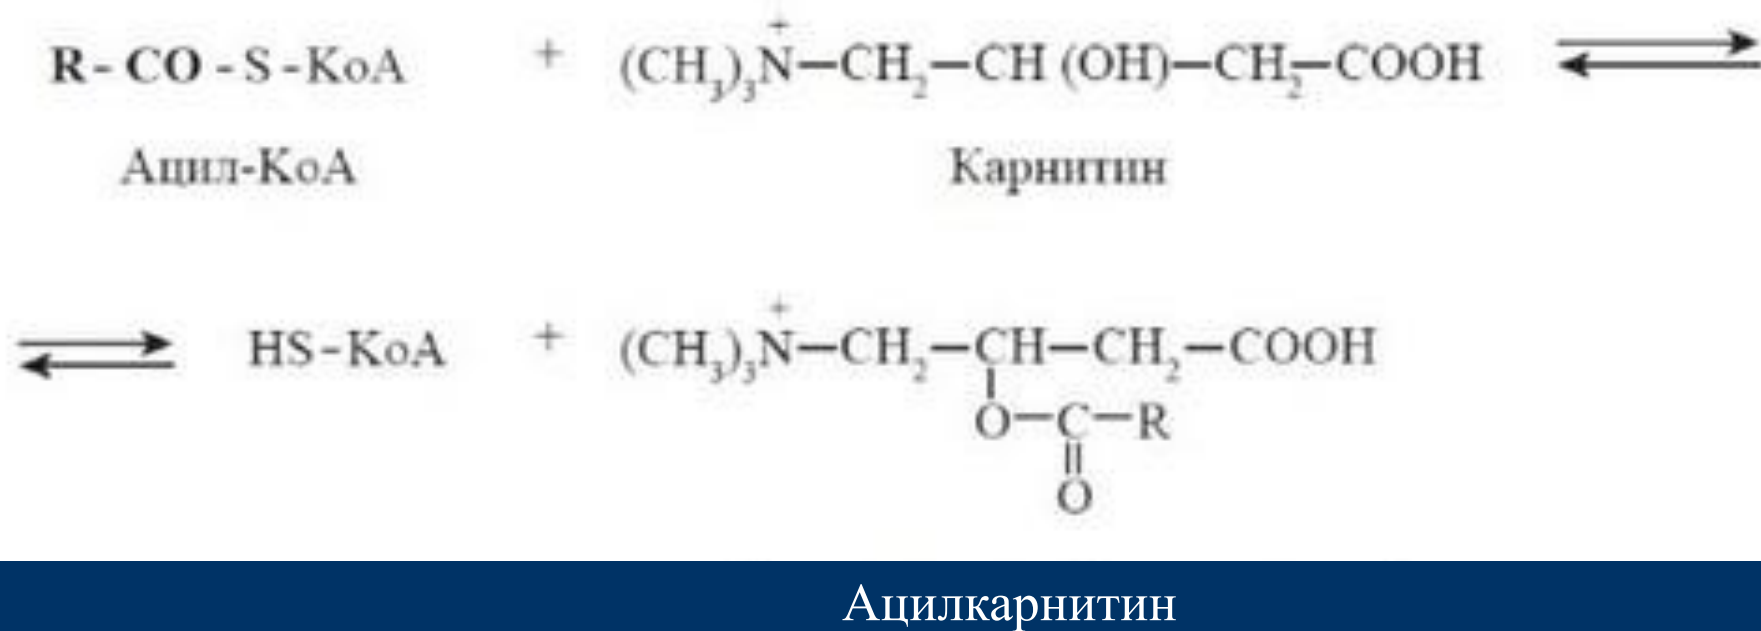 R - CO - S - KoA + (CH₃)₃N⁺—CH₂—CH (OH)—CH₂—COOH ⇄
Ацил-KoA Карнитин
⇄ HS-KoA + (CH₃)₃N⁺—CH₂—CH—CH₂—COOH
O—C—R
O
Ацилкарнитин